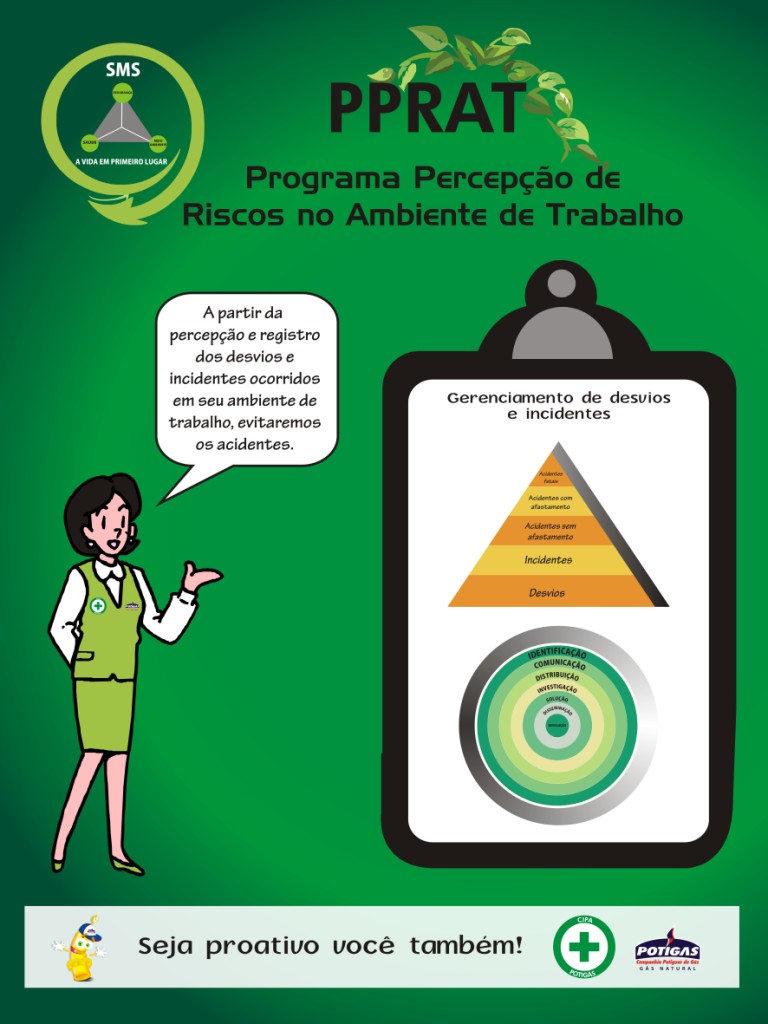 SMS
SEGURANÇA
SAÚDE
MEIO AMBIENTE
A VIDA EM PRIMEIRO LUGAR
PPRAT
Programa Percepção de
Riscos no Ambiente de Trabalho
A partir da
percepção e registro
dos desvios e
incidentes ocorridos
em seu ambiente de
trabalho, evitaremos
os acidentes.
Gerenciamento de desvios
e incidentes
Acidentes
fatais
Acidentes com
afastamento
Acidentes sem
afastamento
Incidentes
Desvios
IDENTIFICAÇÃO
COMUNICAÇÃO
DISTRIBUIÇÃO
INVESTIGAÇÃO
SOLUÇÃO
DISSEMINAÇÃO
Seja proativo você também!
CIPA
POTIGÁS
POTIGÁS
Companhia Potiguar de Gás
GÁS NATURAL